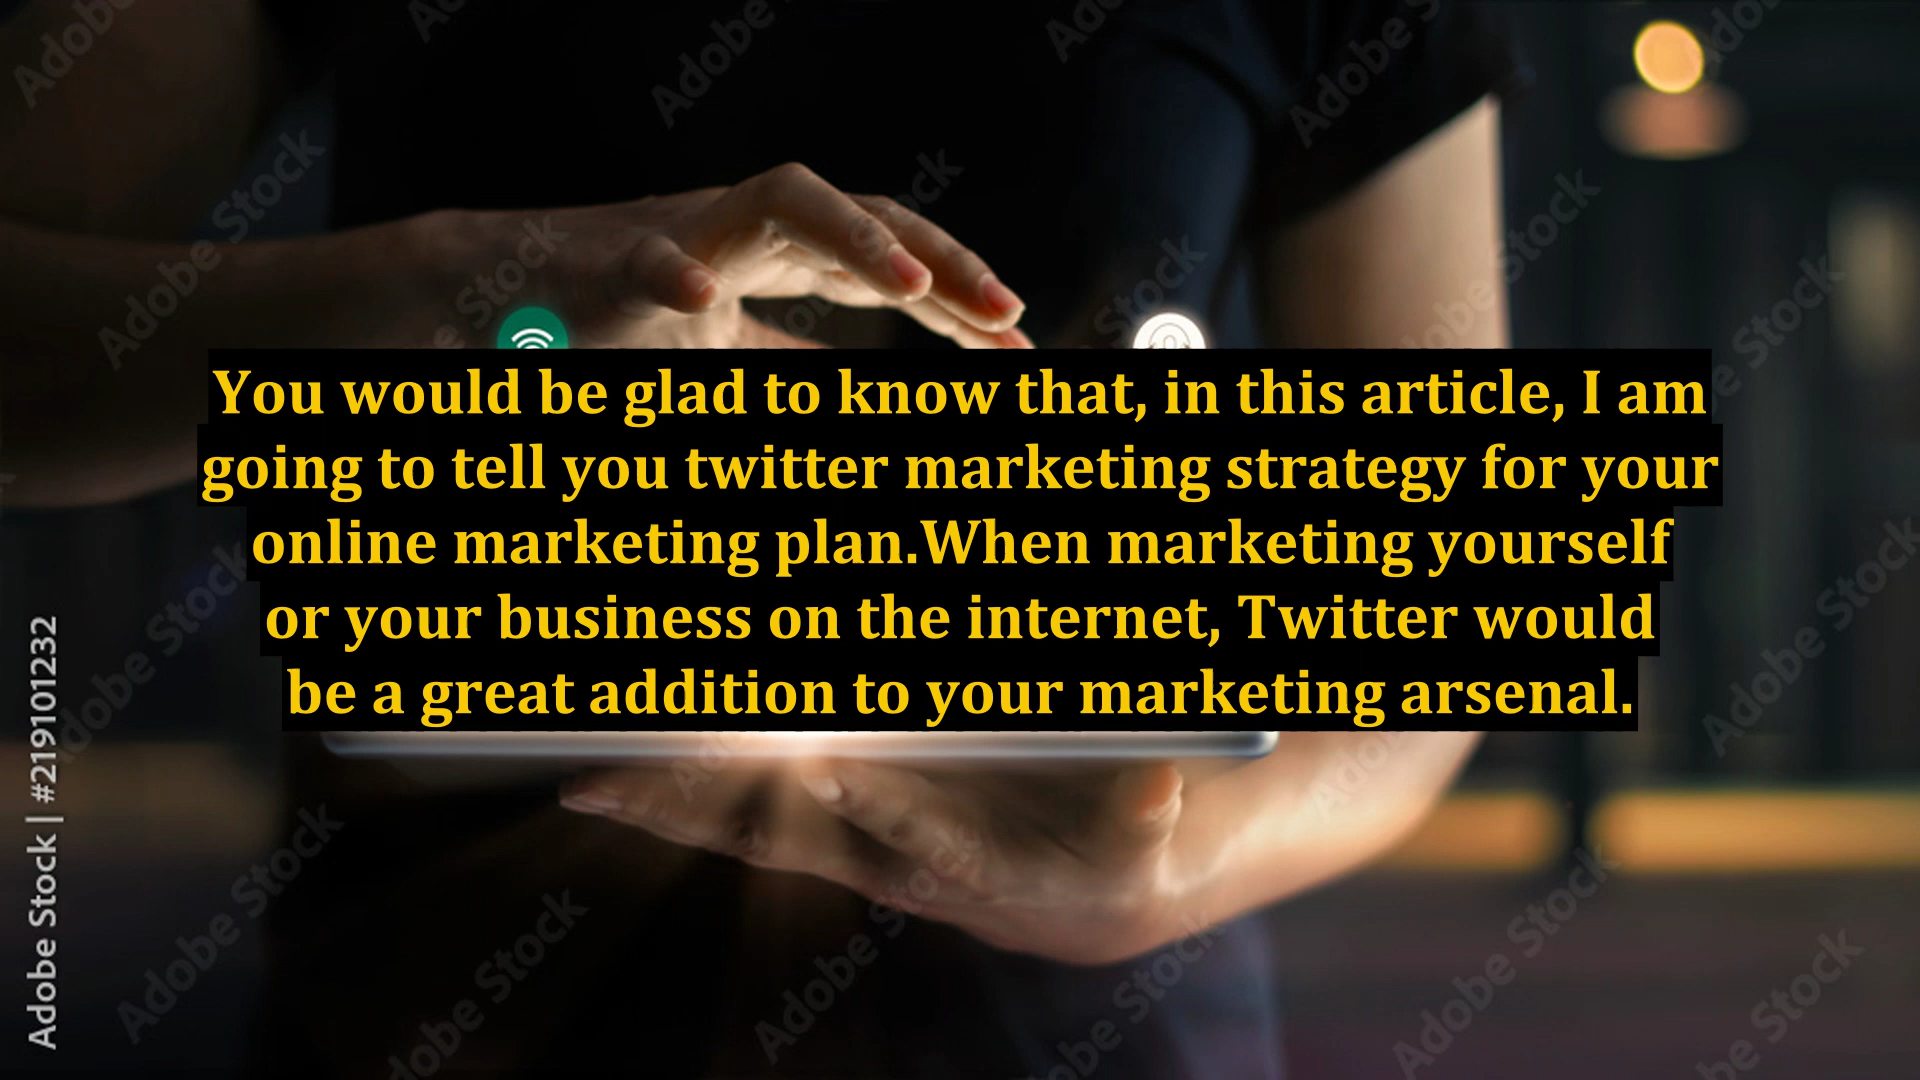 You would be glad to know that, in this article, I am
going to tell you twitter marketing strategy for your
online marketing plan.When marketing yourself
or your business on the internet, Twitter would
be a great addition to your marketing arsenal.
Adobe Stock | #219101232
Adobe Stock